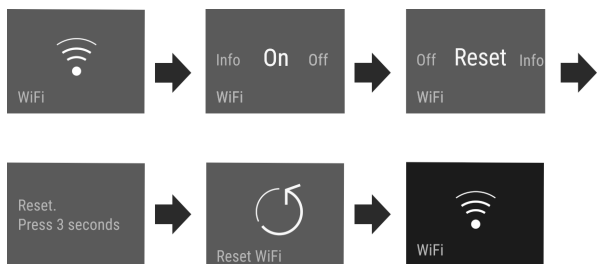 WiFi
Info On Off
WiFi
Off Reset Info
WiFi
Reset.
Press 3 seconds
Reset WiFi
WiFi